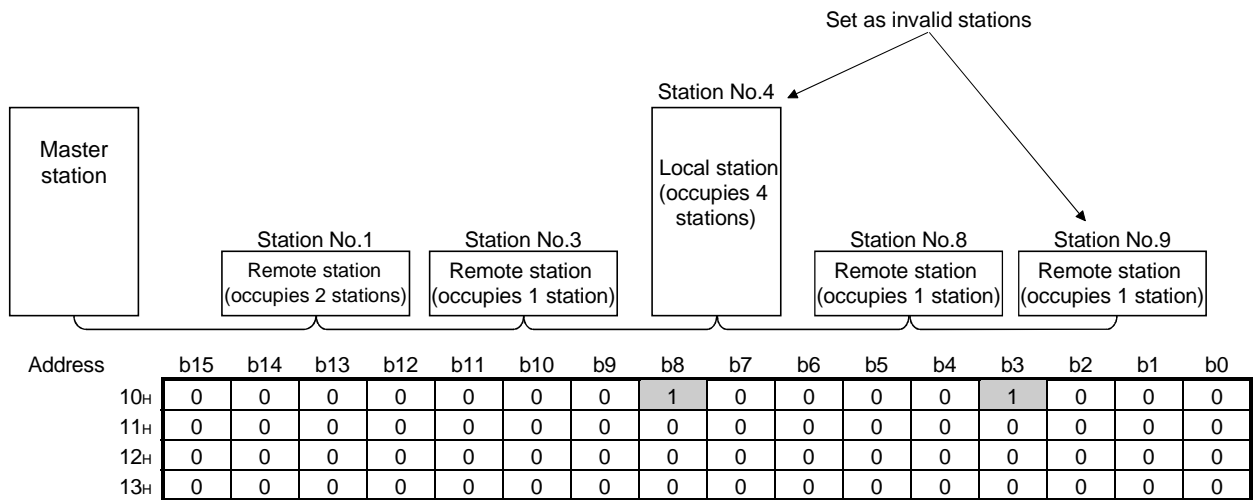 Set as invalid stations
Station No.4
Master
station
Local station
(occupies 4
stations)
Station No.1
Station No.3
Station No.8
Station No.9
Remote station
(occupies 2 stations)
Remote station
(occupies 1 station)
Remote station
(occupies 1 station)
Remote station
(occupies 1 station)
Address b15 b14 b13 b12 b11 b10 b9 b8 b7 b6 b5 b4 b3 b2 b1 b0
10H 0 0 0 0 0 0 0 1 0 0 0 0 1 0 0 0
11H 0 0 0 0 0 0 0 0 0 0 0 0 0 0 0 0
12H 0 0 0 0 0 0 0 0 0 0 0 0 0 0 0 0
13H 0 0 0 0 0 0 0 0 0 0 0 0 0 0 0 0